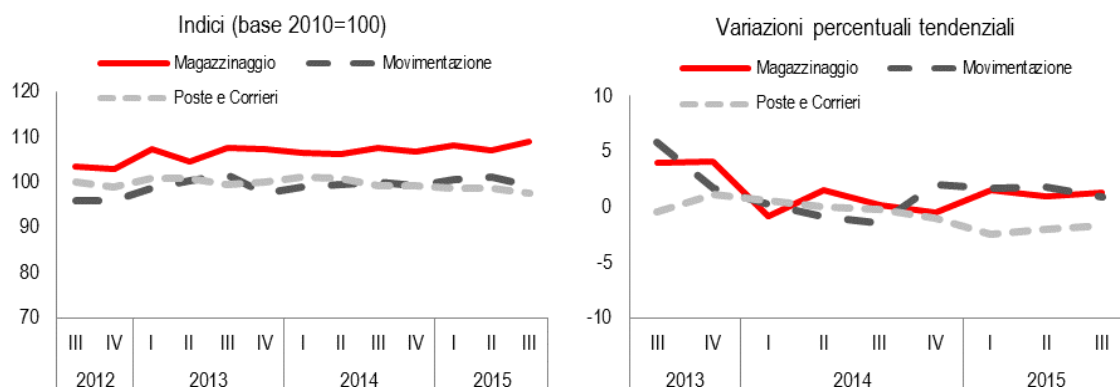 Indici (base 2010=100)
Magazzinaggio Movimentazione
Poste e Corrieri
120
110
100
90
80
70
III IV I II III IV I II III IV I II III
2012 2013 2014 2015
Variazioni percentuali tendenziali
Magazzinaggio Movimentazione
Poste e Corrieri
10
5
0
-5
-10
III IV I II III IV I II III
2013 2014 2015